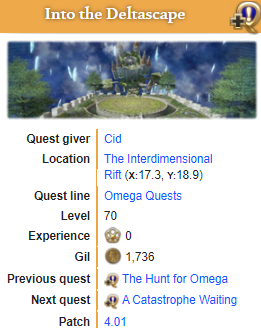 Into the Deltascape
Quest giver Cid
Location The Interdimensional
Rift (X:17.3, Y:18.9)
Quest line Omega Quests
Level 70
Experience 0
Gil 1,736
Previous quest The Hunt for Omega
Next quest A Catastrophe Waiting
Patch 4.01